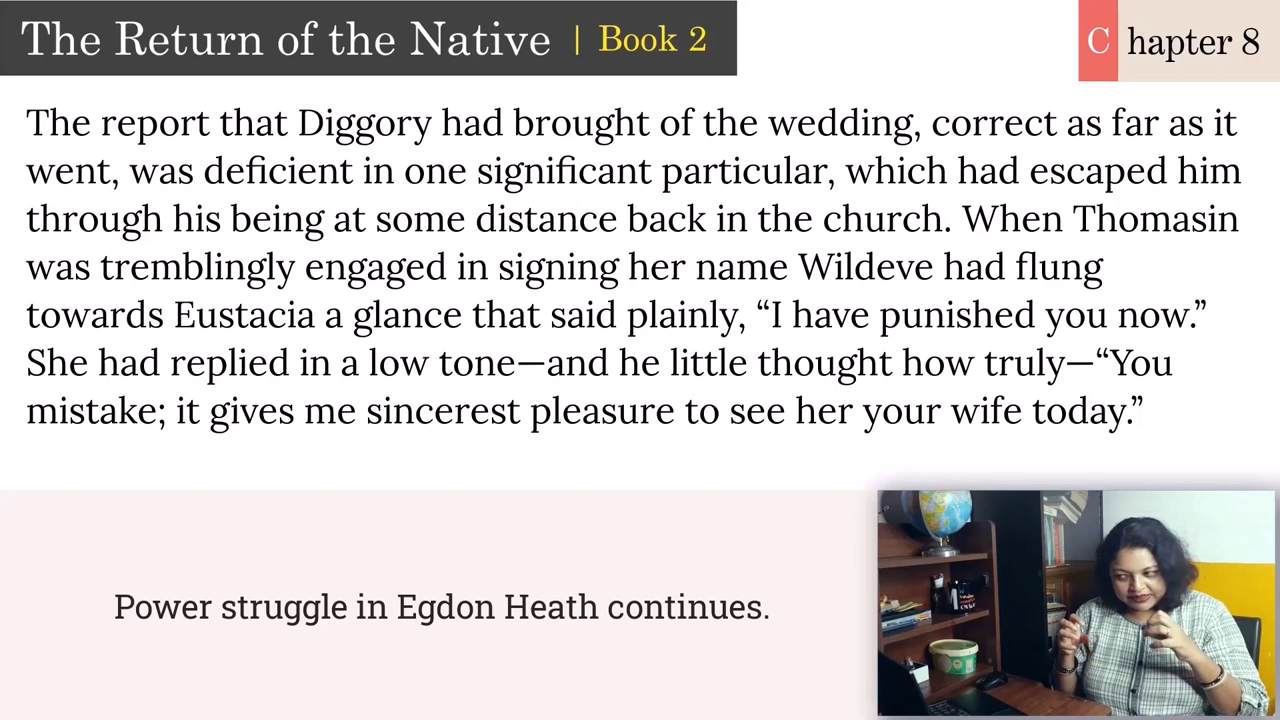 The Return of the Native | Book 2
Chapter 8
The report that Diggory had brought of the wedding, correct as far as it
went, was deficient in one significant particular, which had escaped him
through his being at some distance back in the church. When Thomasin
was tremblingly engaged in signing her name Wildeve had flung
towards Eustacia a glance that said plainly, “I have punished you now.”
She had replied in a low tone—and he little thought how truly—“You
mistake; it gives me sincerest pleasure to see her your wife today.”
Power struggle in Egdon Heath continues.